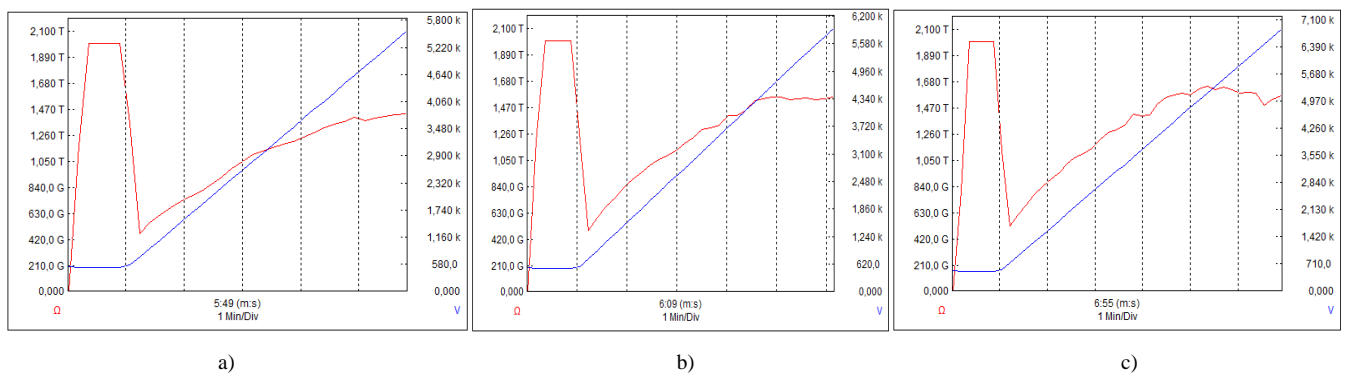 2,100 T
1,890 T
1,680 T
1,470 T
1,260 T
1,050 T
840,0 G
630,0 G
420,0 G
210,0 G
0,000
Ω
5,800 k
5,220 k
4,640 k
4,060 k
3,480 k
2,900 k
2,320 k
1,740 k
1,160 k
580,0
0,000
V
5:49 (m:s)
1 Min/Div
a)
2,100 T
1,890 T
1,680 T
1,470 T
1,260 T
1,050 T
840,0 G
630,0 G
420,0 G
210,0 G
0,000
Ω
6,200 k
5,580 k
4,960 k
4,340 k
3,720 k
3,100 k
2,480 k
1,860 k
1,240 k
620,0
0,000
V
6:09 (m:s)
1 Min/Div
b)
2,100 T
1,890 T
1,680 T
1,470 T
1,260 T
1,050 T
840,0 G
630,0 G
420,0 G
210,0 G
0,000
Ω
7,100 k
6,390 k
5,680 k
4,970 k
4,260 k
3,550 k
2,840 k
2,130 k
1,420 k
710,0
0,000
V
6:55 (m:s)
1 Min/Div
c)